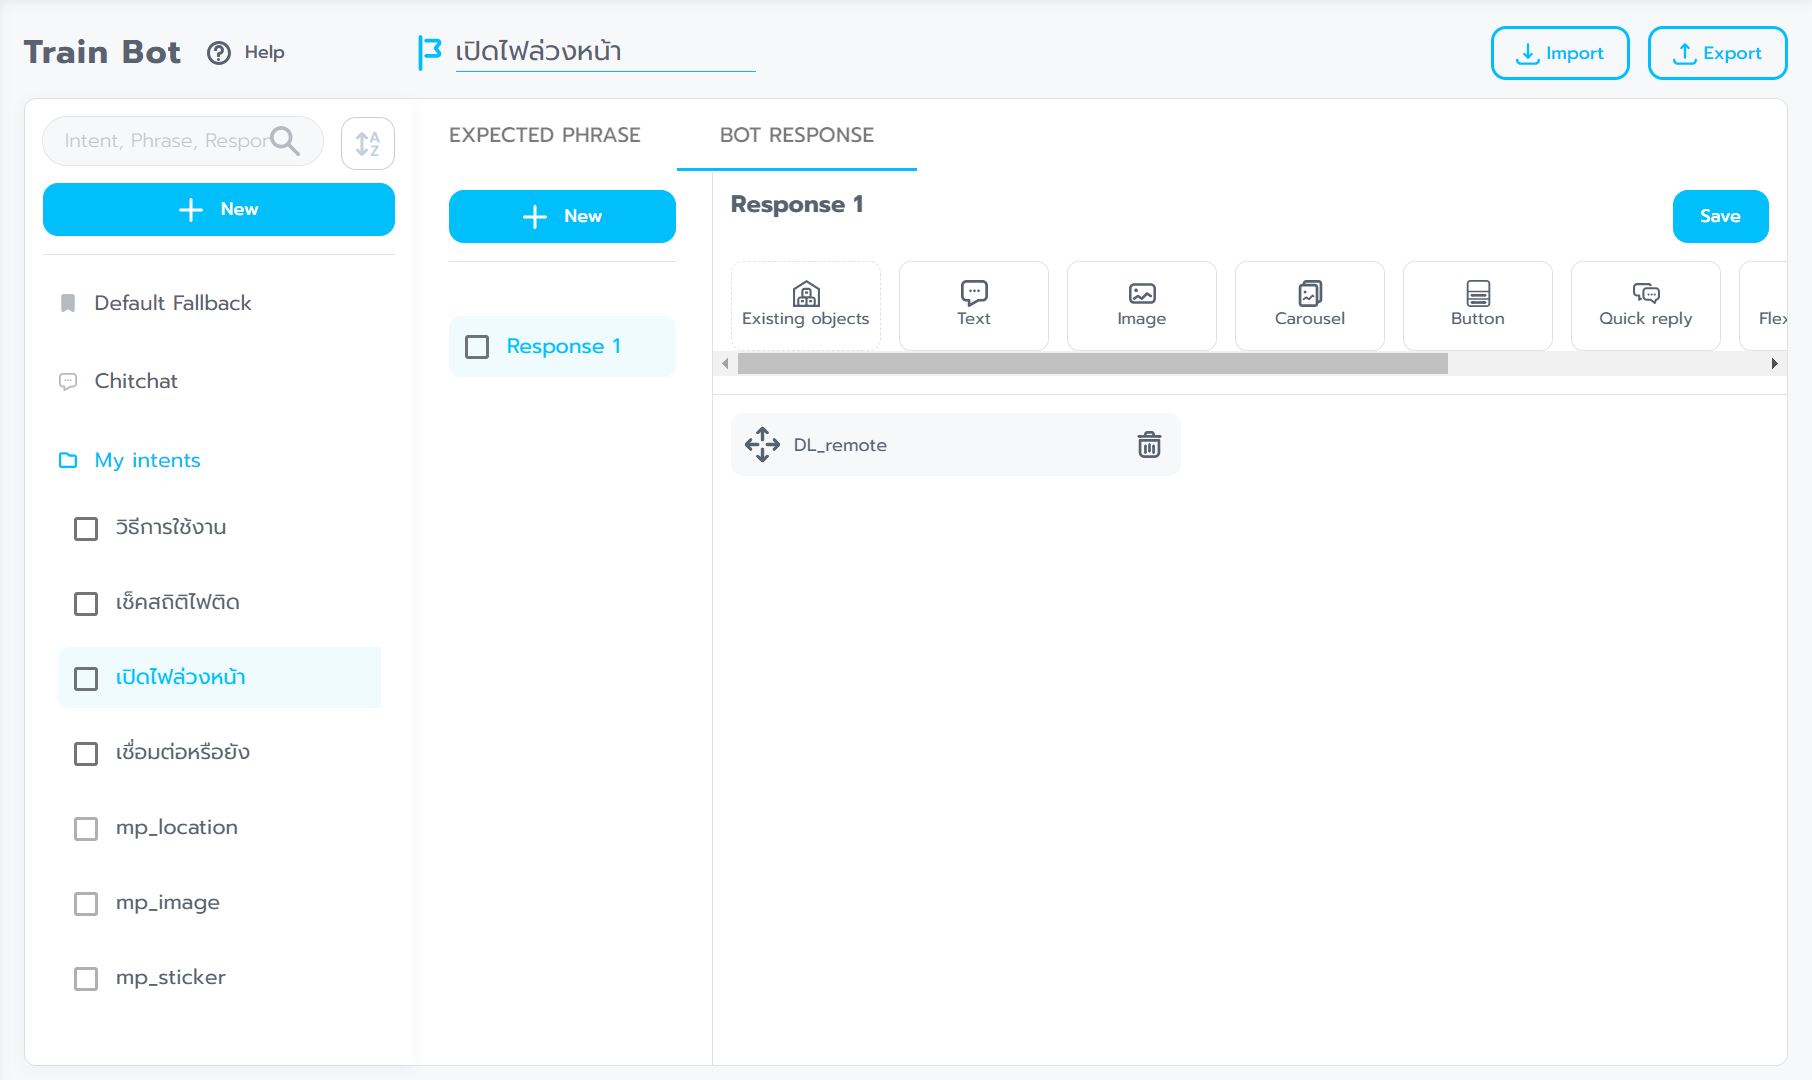 Train Bot
Help
เปิดไฟล่วงหน้า
Import
Export
Intent, Phrase, Respon
A
Z
New
Default Fallback
Chitchat
My intents
วิธีการใช้งาน
เช็คสถิติไฟติด
เปิดไฟล่วงหน้า
เชื่อมต่อหรือยัง
mp_location
mp_image
mp_sticker
EXPECTED PHRASE
BOT RESPONSE
New
Response 1
Response 1
Save
Existing objects
Text
Image
Carousel
Button
Quick reply
Flex
DL_remote